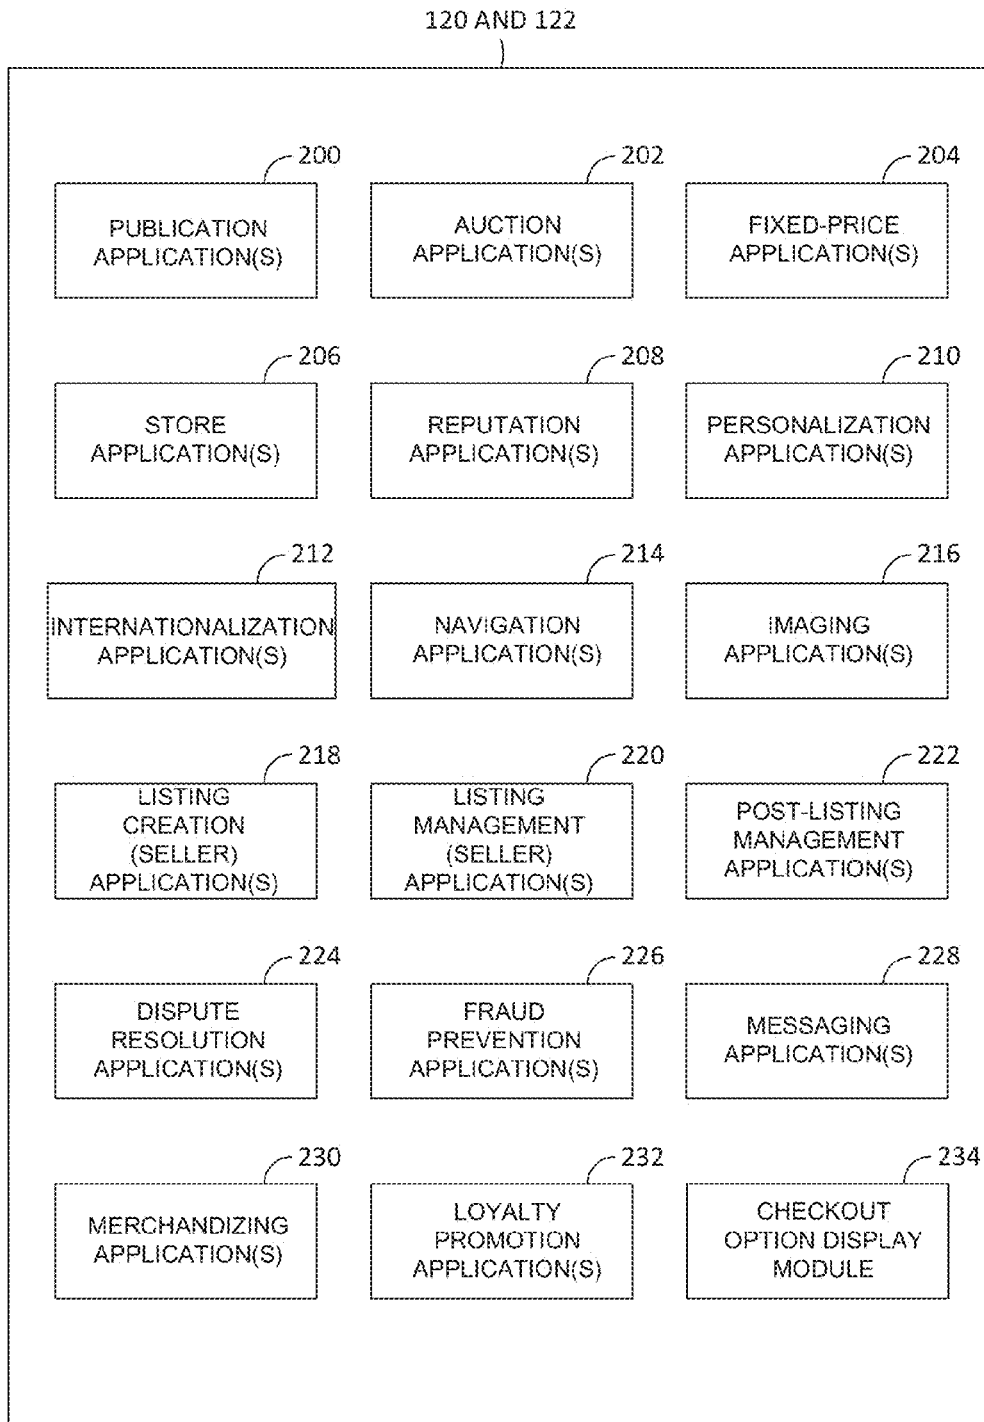 120 AND 122
200
PUBLICATION
APPLICATION(S)
202
AUCTION
APPLICATION(S)
204
FIXED-PRICE
APPLICATION(S)
206
STORE
APPLICATION(S)
208
REPUTATION
APPLICATION(S)
210
PERSONALIZATION
APPLICATION(S)
212
INTERNATIONALIZATION
APPLICATION(S)
214
NAVIGATION
APPLICATION(S)
216
IMAGING
APPLICATION(S)
218
LISTING
CREATION
(SELLER)
APPLICATION(S)
220
LISTING
MANAGEMENT
(SELLER)
APPLICATION(S)
222
POST-LISTING
MANAGEMENT
APPLICATION(S)
224
DISPUTE
RESOLUTION
APPLICATION(S)
226
FRAUD
PREVENTION
APPLICATION(S)
228
MESSAGING
APPLICATION(S)
230
MERCHANDIZING
APPLICATION(S)
232
LOYALTY
PROMOTION
APPLICATION(S)
234
CHECKOUT
OPTION DISPLAY
MODULE